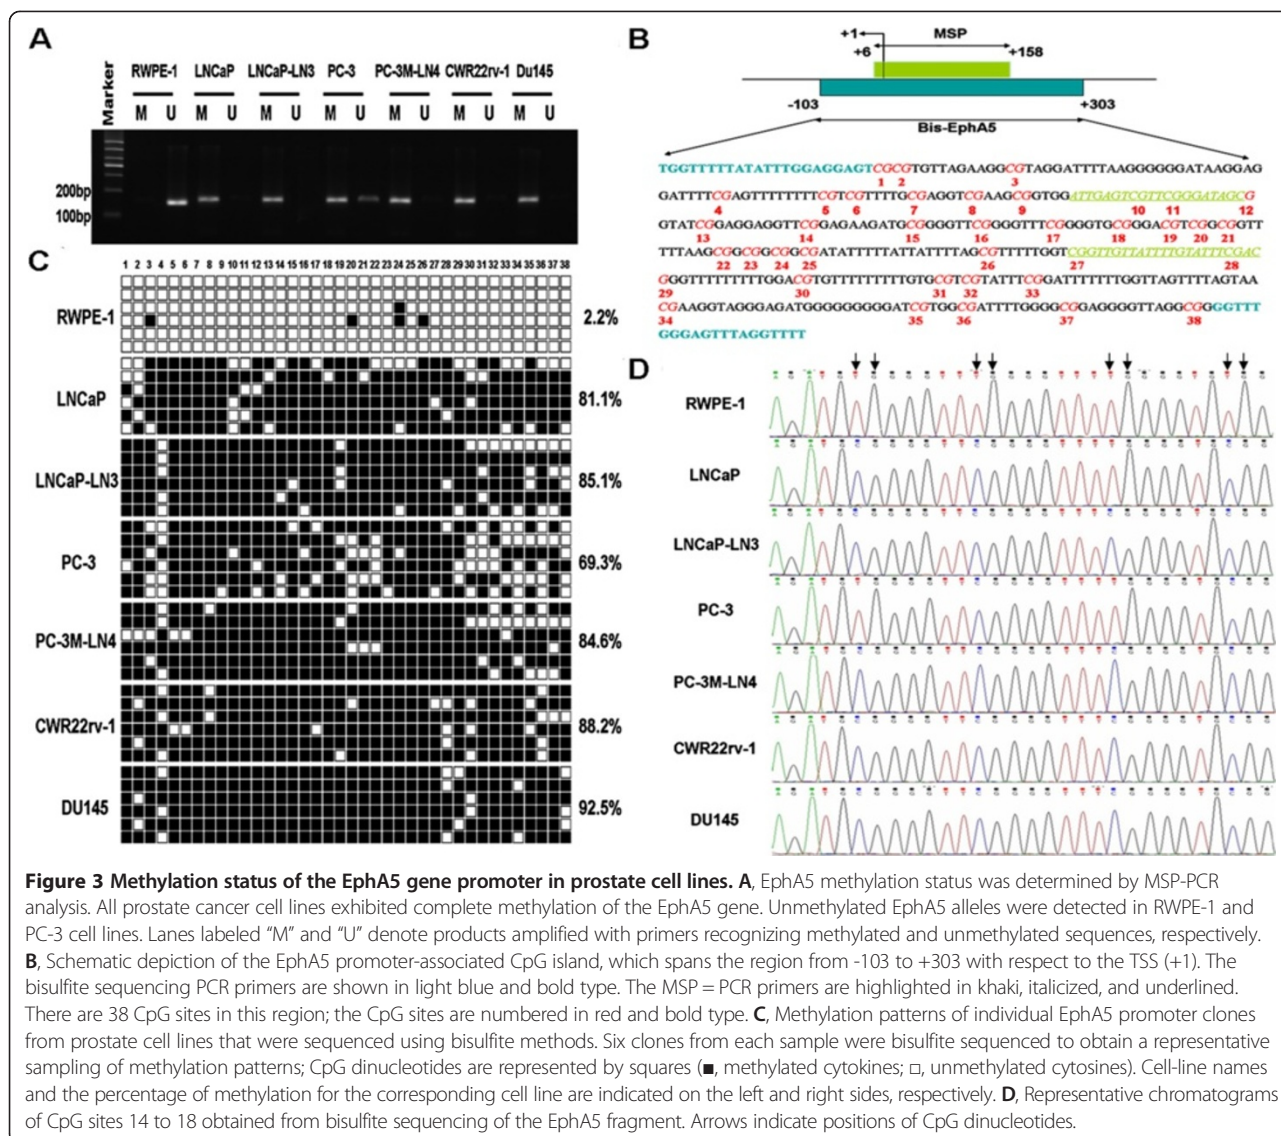 A
RWPE-1 LNCaP LNCaP-LN3 PC-3 PC-3M-LN4 CWR22rv-1 Du145
Marker
M U M U M U M U M U M U M U
200bp
100bp
B
+1 MSP
+6 +158
-103 +303
Bis-EphA5
TGGTTTTTATATTTGGAGGAGTCGCGTGTTAGAAGGCGTAGGATTTTAAGGGGGGATAAGGAG
1 2 3
GATTTTCGAGTTTTTTTTTCGTCGTTTTGCGAGGTCGAAGCGGTGGATTGAGTCGTTCGGGATAGCG
4 5 6 7 8 9 10 11 12
GTATCGGAGGAGGTTCGGAGAAGATGCGGGGTTCGGGGTTTCGGGGTGCGGGACGTCGGCGGTT
13 14 15 16 17 18 19 20 21
TTTAAGCGGCGGCGGCGATATTTTTATTATTTTAGCGTTTTTGGTCGGTTGTTATTTTGTATTTCGAC
22 23 24 25 26 27 28
GGGTTTTTTTTTTGGACGTGTTTTTTTTTTGTGCGTCGTATTTCGGATTTTTTTGGTTAGTTTTAGTAA
29 30 31 32 33
CGAAGGTAGGGAGATGGGGGGGGGGATCGTGGCGATTTTGGGGCGGAGGGGTTAGGCGGGGTTT
34 35 36 37 38
GGGAGTTTAGGTTTT
C
1 2 3 4 5 6 7 8 9 10 11 12 13 14 15 16 17 18 19 20 21 22 23 24 25 26 27 28 29 30 31 32 33 34 35 36 37 38
RWPE-1 2.2%
LNCaP 81.1%
LNCaP-LN3 85.1%
PC-3 69.3%
PC-3M-LN4 84.6%
CWR22rv-1 88.2%
DU145 92.5%
D
RWPE-1
LNCaP
LNCaP-LN3
PC-3
PC-3M-LN4
CWR22rv-1
DU145
Figure 3 Methylation status of the EphA5 gene promoter in prostate cell lines. A, EphA5 methylation status was determined by MSP-PCR
analysis. All prostate cancer cell lines exhibited complete methylation of the EphA5 gene. Unmethylated EphA5 alleles were detected in RWPE-1 and
PC-3 cell lines. Lanes labeled “M” and “U” denote products amplified with primers recognizing methylated and unmethylated sequences, respectively.
B, Schematic depiction of the EphA5 promoter-associated CpG island, which spans the region from -103 to +303 with respect to the TSS (+1). The
bisulfite sequencing PCR primers are shown in light blue and bold type. The MSP = PCR primers are highlighted in khaki, italicized, and underlined.
There are 38 CpG sites in this region; the CpG sites are numbered in red and bold type. C, Methylation patterns of individual EphA5 promoter clones
from prostate cell lines that were sequenced using bisulfite methods. Six clones from each sample were bisulfite sequenced to obtain a representative
sampling of methylation patterns; CpG dinucleotides are represented by squares (■, methylated cytokines; □, unmethylated cytosines). Cell-line names
and the percentage of methylation for the corresponding cell line are indicated on the left and right sides, respectively. D, Representative chromatograms
of CpG sites 14 to 18 obtained from bisulfite sequencing of the EphA5 fragment. Arrows indicate positions of CpG dinucleotides.